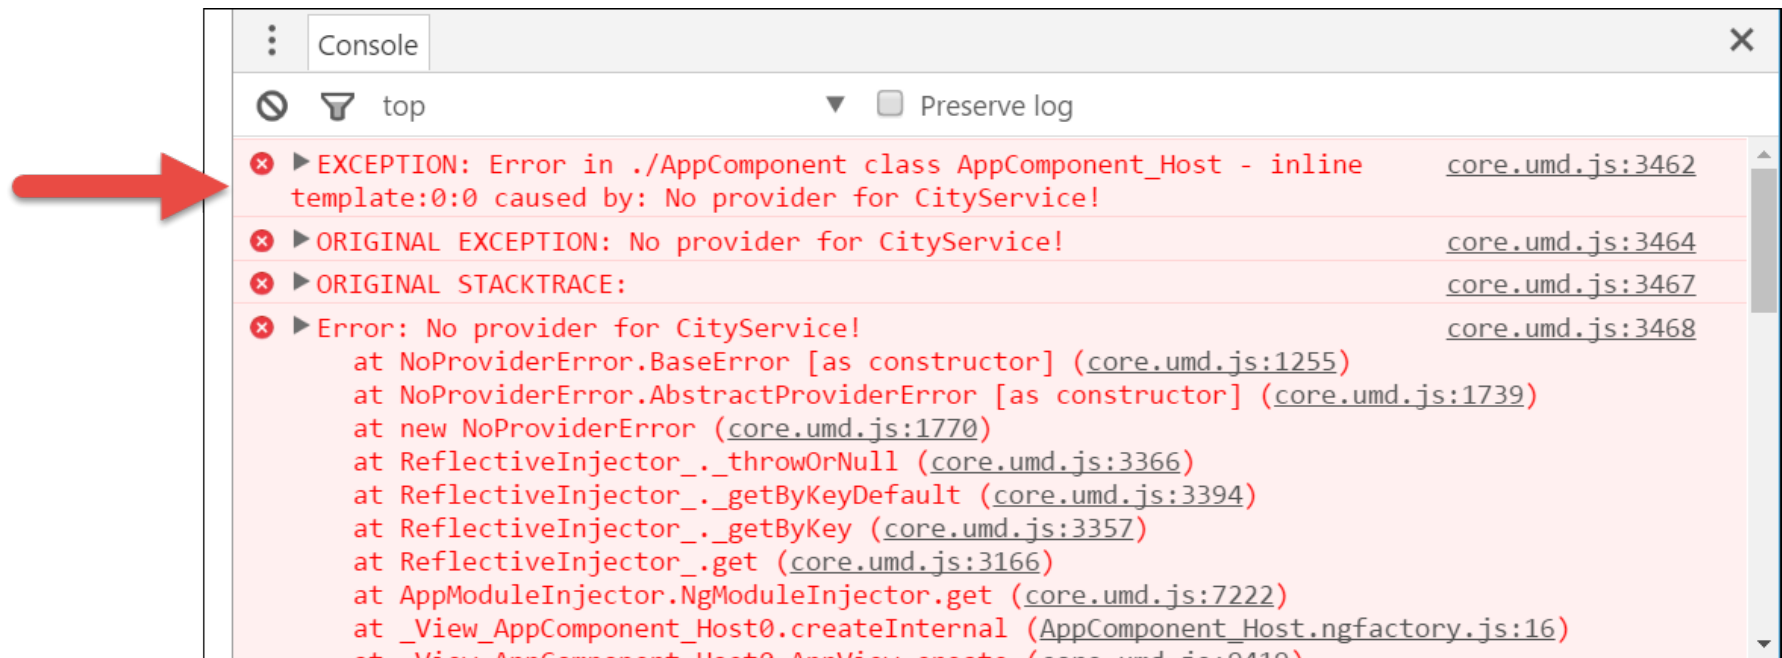 Console
top
Preserve log
EXCEPTION: Error in ./AppComponent class AppComponent_Host - inline core.umd.js:3462
template:0:0 caused by: No provider for CityService!
ORIGINAL EXCEPTION: No provider for CityService! core.umd.js:3464
ORIGINAL STACKTRACE: core.umd.js:3467
Error: No provider for CityService! core.umd.js:3468
at NoProviderError.BaseError [as constructor] (core.umd.js:1255)
at NoProviderError.AbstractProviderError [as constructor] (core.umd.js:1739)
at new NoProviderError (core.umd.js:1770)
at ReflectiveInjector_._throwOrNull (core.umd.js:3366)
at ReflectiveInjector_._getByKeyDefault (core.umd.js:3394)
at ReflectiveInjector_._getByKey (core.umd.js:3357)
at ReflectiveInjector_.get (core.umd.js:3166)
at AppModuleInjector.NgModuleInjector.get (core.umd.js:7222)
at _View_AppComponent_Host0.createInternal (AppComponent_Host.ngfactory.js:16)